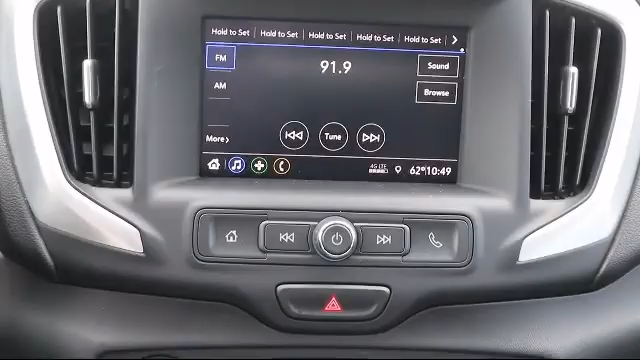 Hold to Set Hold to Set Hold to Set Hold to Set Hold to Set >
FM
91.9
Sound
AM
Browse
Tune
More >
4G LTE
62° 10:49